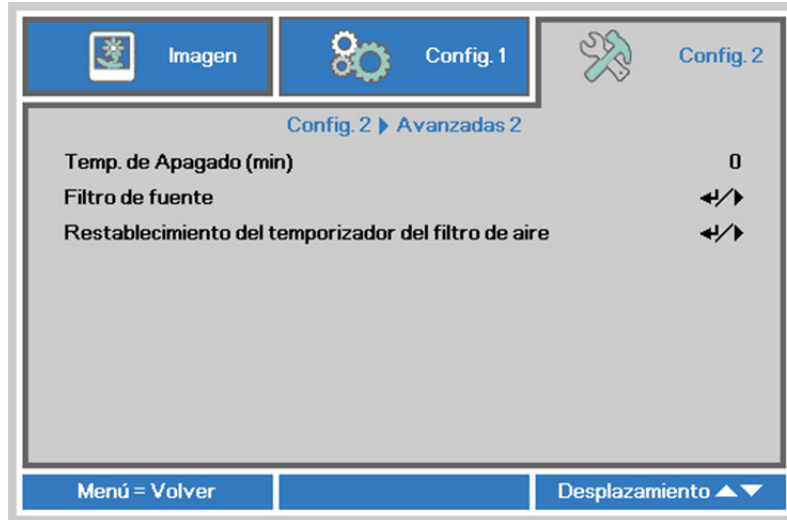 Imagen
Config. 1
Config. 2
Config. 2 ▶ Avanzadas 2
Temp. de Apagado (min) 0
Filtro de fuente ↵/▶
Restablecimiento del temporizador del filtro de aire ↵/▶
Menú = Volver
Desplazamiento ▲▼